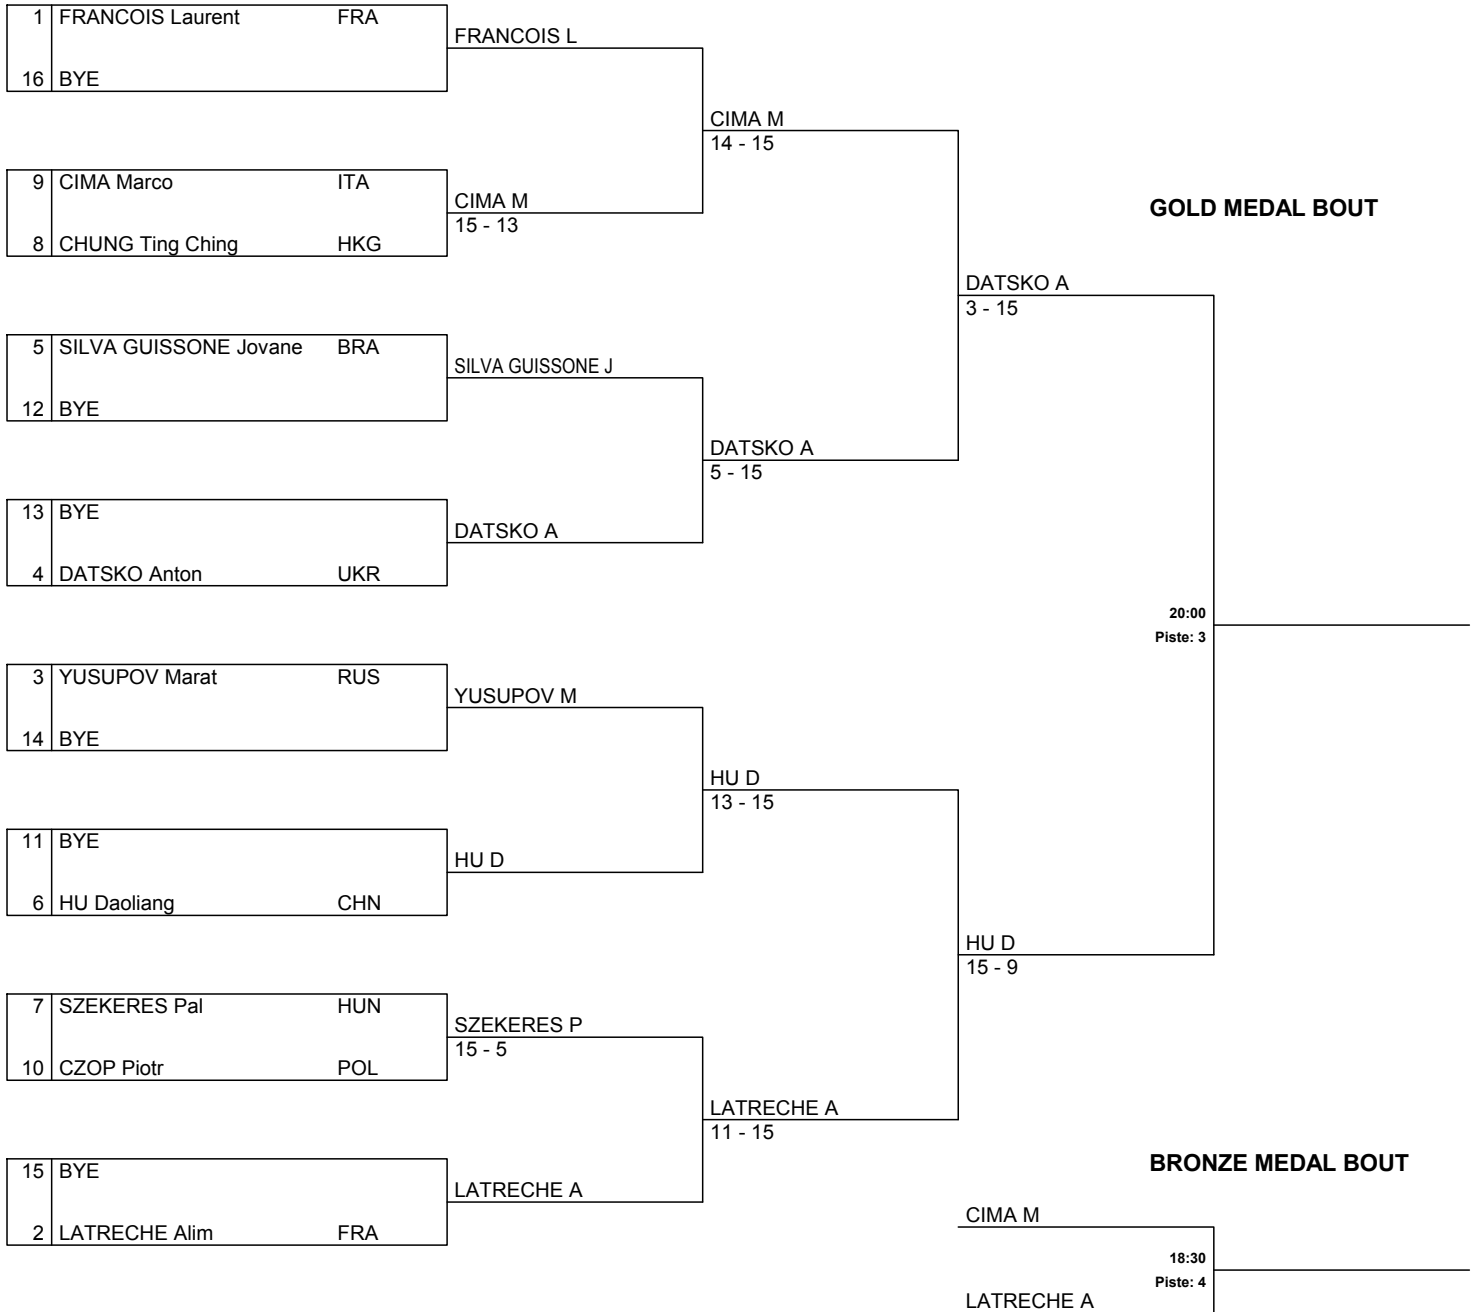 1 FRANCOIS Laurent FRA
16 BYE
9 CIMA Marco ITA
8 CHUNG Ting Ching HKG
5 SILVA GUISSONE Jovane BRA
12 BYE
13 BYE
4 DATSKO Anton UKR
3 YUSUPOV Marat RUS
14 BYE
11 BYE
6 HU Daoliang CHN
7 SZEKERES Pal HUN
10 CZOP Piotr POL
15 BYE
2 LATRECHE Alim FRA
FRANCOIS L
CIMA M
15 - 13
SILVA GUISSONE J
DATSKO A
YUSUPOV M
HU D
SZEKERES P
15 - 5
LATRECHE A
CIMA M
14 - 15
DATSKO A
5 - 15
HU D
13 - 15
LATRECHE A
11 - 15
DATSKO A
3 - 15
HU D
15 - 9
GOLD MEDAL BOUT
20:00
Piste: 3
BRONZE MEDAL BOUT
CIMA M
18:30
Piste: 4
LATRECHE A